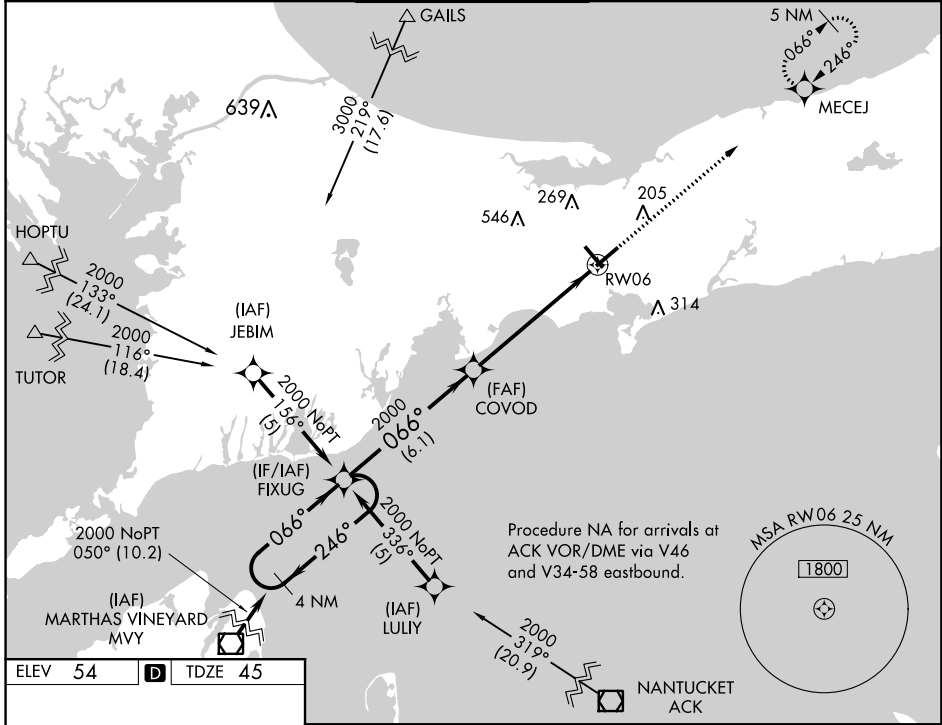 GAILS
5 NM
066°
246°
MECEJ
639
3000
219°
(17.6)
269
205
546
HOPTU
2000
133°
(24.1)
RW06
314
(IAF)
JEBIM
2000
116°
(18.4)
TUTOR
2000 NoPT
156°
(5)
(FAF)
COVOD
2000
066°
(6.1)
(IF/IAF)
FIXUG
066°
246°
2000 NoPT
336°
(5)
2000 NoPT
050° (10.2)
4 NM
(IAF)
MARTHAS VINEYARD
MVY
(IAF)
LULIY
Procedure NA for arrivals at
ACK VOR/DME via V46
and V34-58 eastbound.
MSA RW06 25 NM
1800
2000
319°
(20.9)
NANTUCKET
ACK
ELEV 54 D TDZE 45